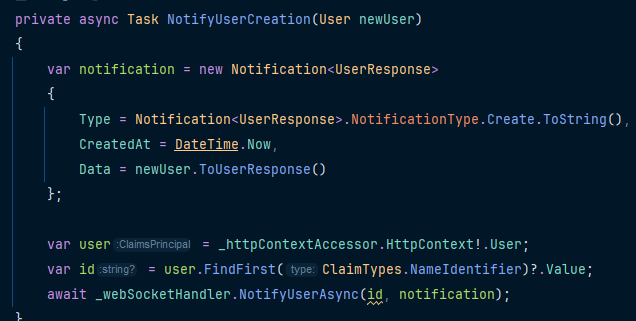 private async Task NotifyUserCreation(User newUser)
{
var notification = new Notification<UserResponse>
{
Type = Notification<UserResponse>.NotificationType.Create.ToString(),
CreatedAt = DateTime.Now,
Data = newUser.ToUserResponse()
};
var user :ClaimsPrincipal = _httpContextAccessor.HttpContext!.User;
var id :string? = user.FindFirst( type: ClaimTypes.NameIdentifier)?.Value;
await _webSocketHandler.NotifyUserAsync(id, notification);
}